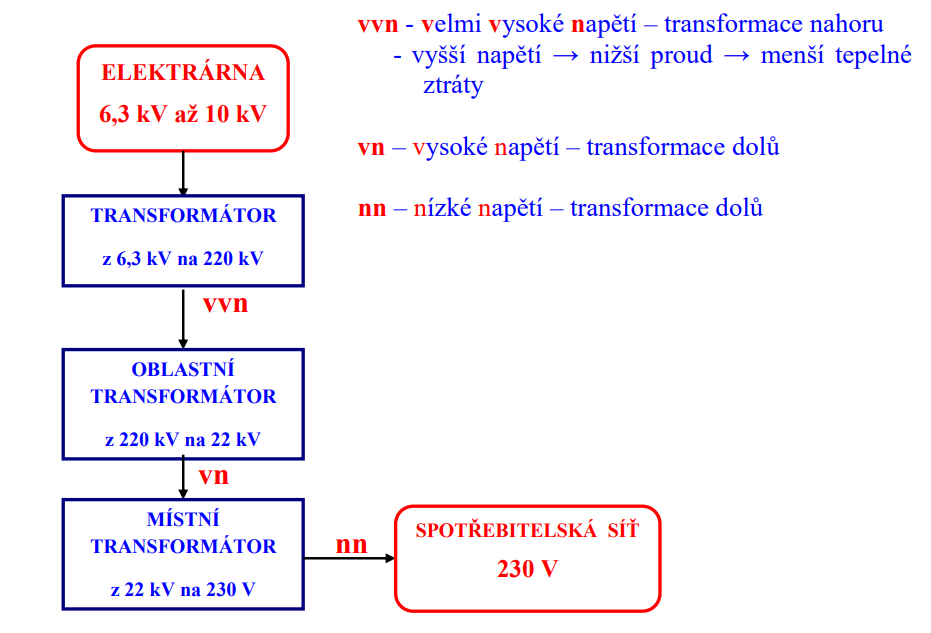 vvn - velmi vysoké napětí – transformace nahoru
- vyšší napětí → nižší proud → menší tepelné
ztráty
vn – vysoké napětí – transformace dolů
nn – nízké napětí – transformace dolů
ELEKTRÁRNA
6,3 kV až 10 kV
TRANSFORMÁTOR
z 6,3 kV na 220 kV
vvn
OBLASTNÍ
TRANSFORMÁTOR
z 220 kV na 22 kV
vn
MÍSTNÍ
TRANSFORMÁTOR
z 22 kV na 230 V
nn
SPOTŘEBITELSKÁ SÍŤ
230 V